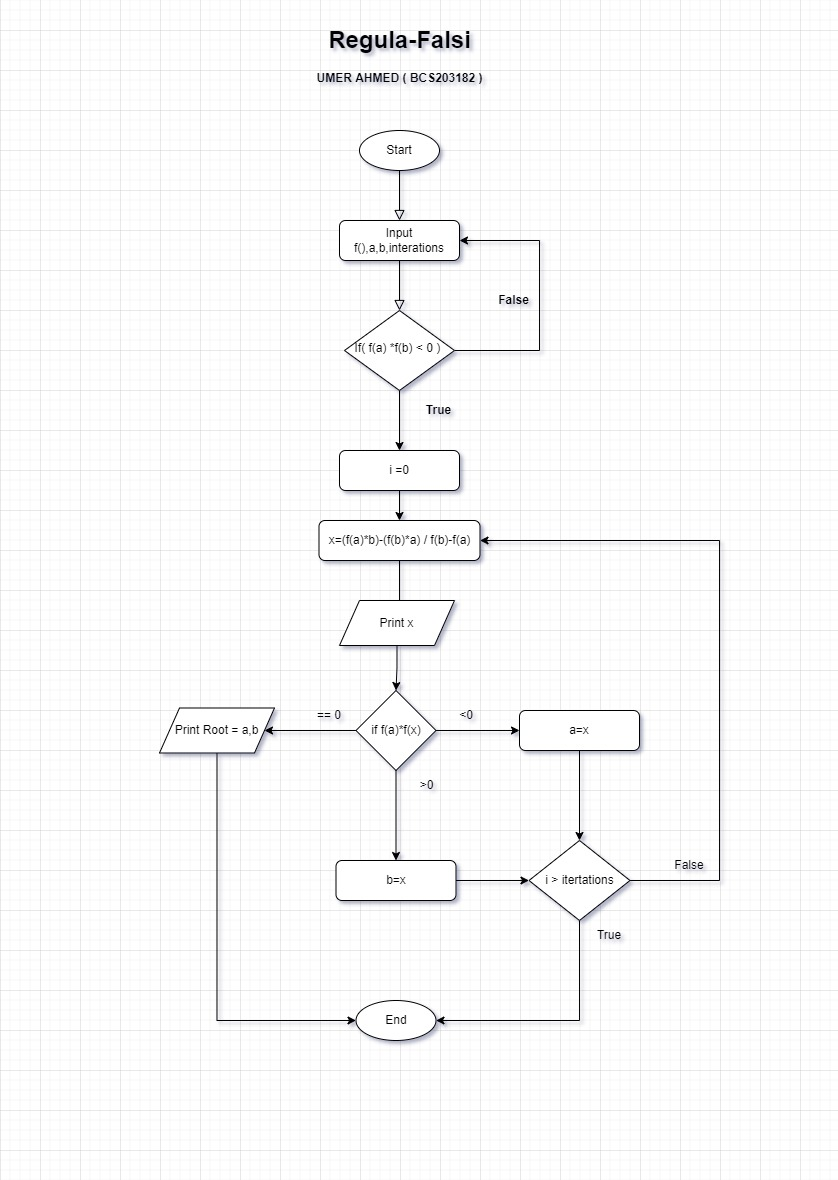 Regula-Falsi
UMER AHMED ( BCS203182 )
Start
Input
f(),a,b,interations
False
If( f(a) *f(b) < 0 )
True
i =0
x=(f(a)*b)-(f(b)*a) / f(b)-f(a)
Print x
== 0
<0
Print Root = a,b
if f(a)*f(x)
a=x
>0
False
b=x
i > itertations
True
End